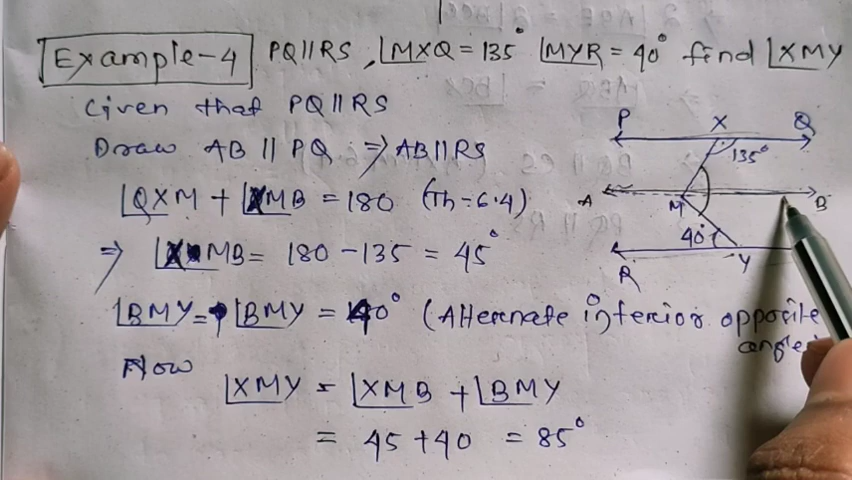 Example-4 PQ||RS, ∠MXQ = 135° ∠MYR = 40° find ∠XMY
Given that PQ||RS
Draw AB || PQ ⇒ AB||RS
∠QXM + ∠XMB = 180 (Th = 6.4)
⇒ ∠XMB = 180 - 135 = 45°
∠BMY = ∠BMY = 40° (Alternate interior opposite
angle
Now
∠XMY = ∠XMB + ∠BMY
= 45 + 40 = 85°
P X Q
135°
A M B
40°
R Y